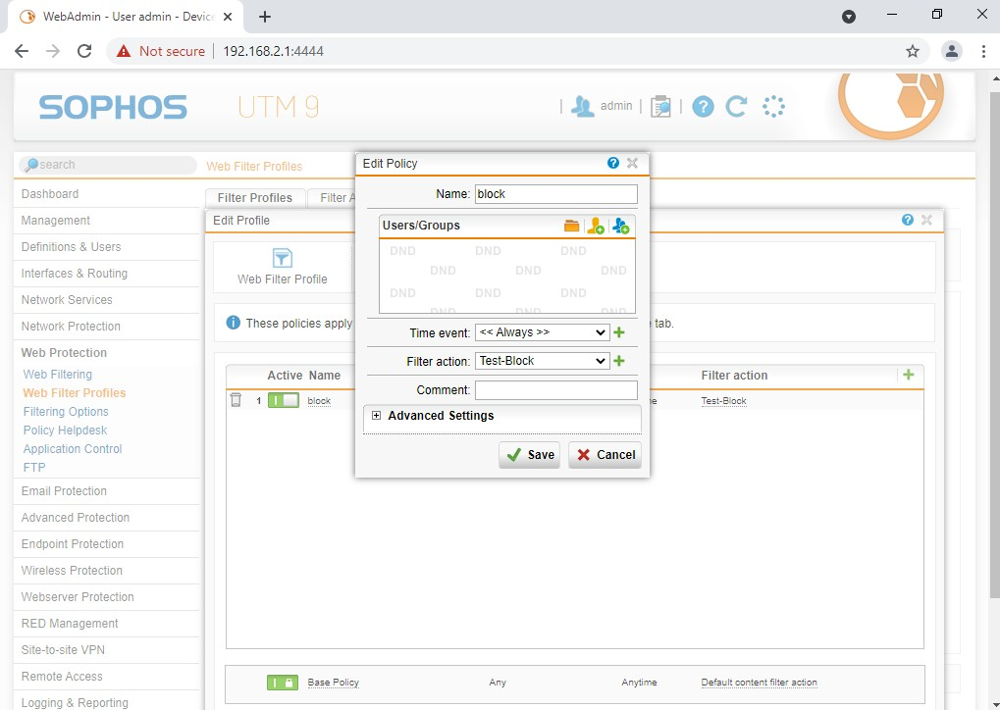 WebAdmin - User admin - Device
Not secure
192.168.2.1:4444
SOPHOS
UTM 9
admin
search
Web Filter Profiles
Dashboard
Management
Definitions & Users
Interfaces & Routing
Network Services
Network Protection
Web Protection
Web Filtering
Web Filter Profiles
Filtering Options
Policy Helpdesk
Application Control
FTP
Email Protection
Advanced Protection
Endpoint Protection
Wireless Protection
Webserver Protection
RED Management
Site-to-site VPN
Remote Access
Logging & Reporting
Filter Profiles
Filter A
Edit Profile
Web Filter Profile
These policies apply
tab.
Active Name
Filter action
1 block
Test-Block
Base Policy Any Anytime Default content filter action
Edit Policy
Name: block
Users/Groups
DND DND DND
DND DND DND
DND DND DND
DND DND DND
Time event: << Always >>
Filter action: Test-Block
Comment:
Advanced Settings
Save Cancel